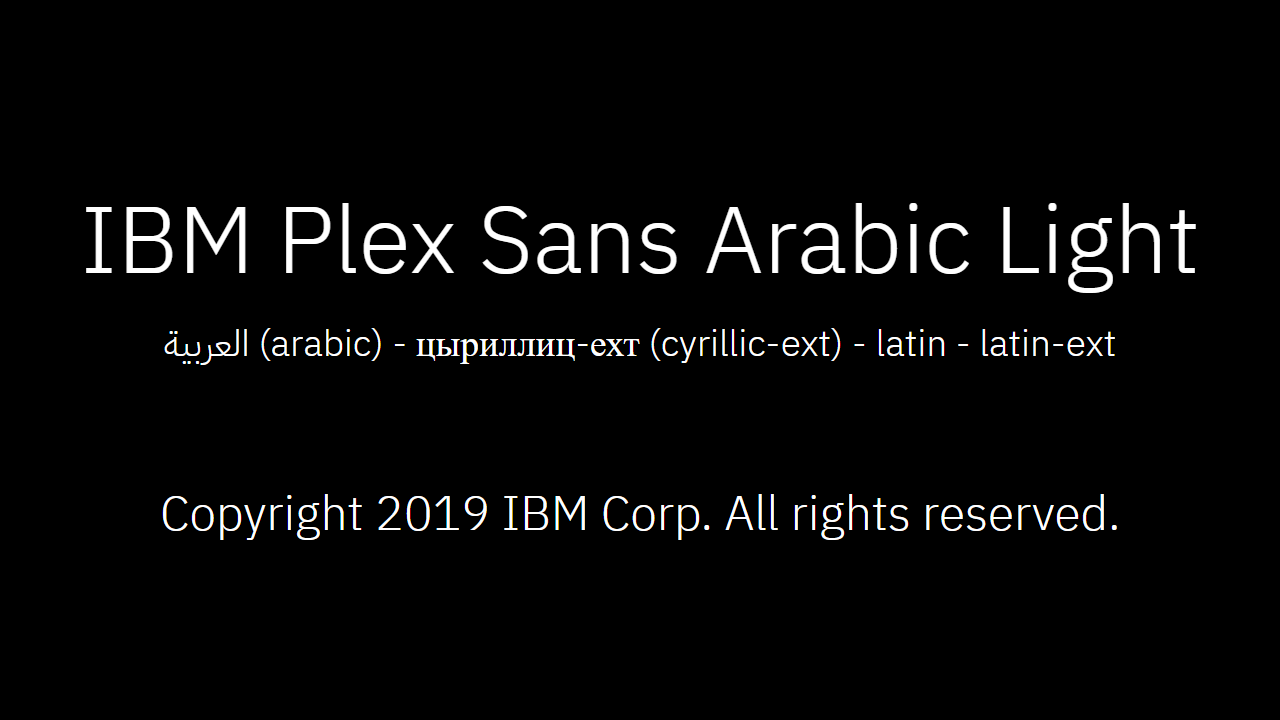 IBM Plex Sans Arabic Light
العربية (arabic) - цыриллиц-ехт (cyrillic-ext) - latin - latin-ext
Copyright 2019 IBM Corp. All rights reserved.